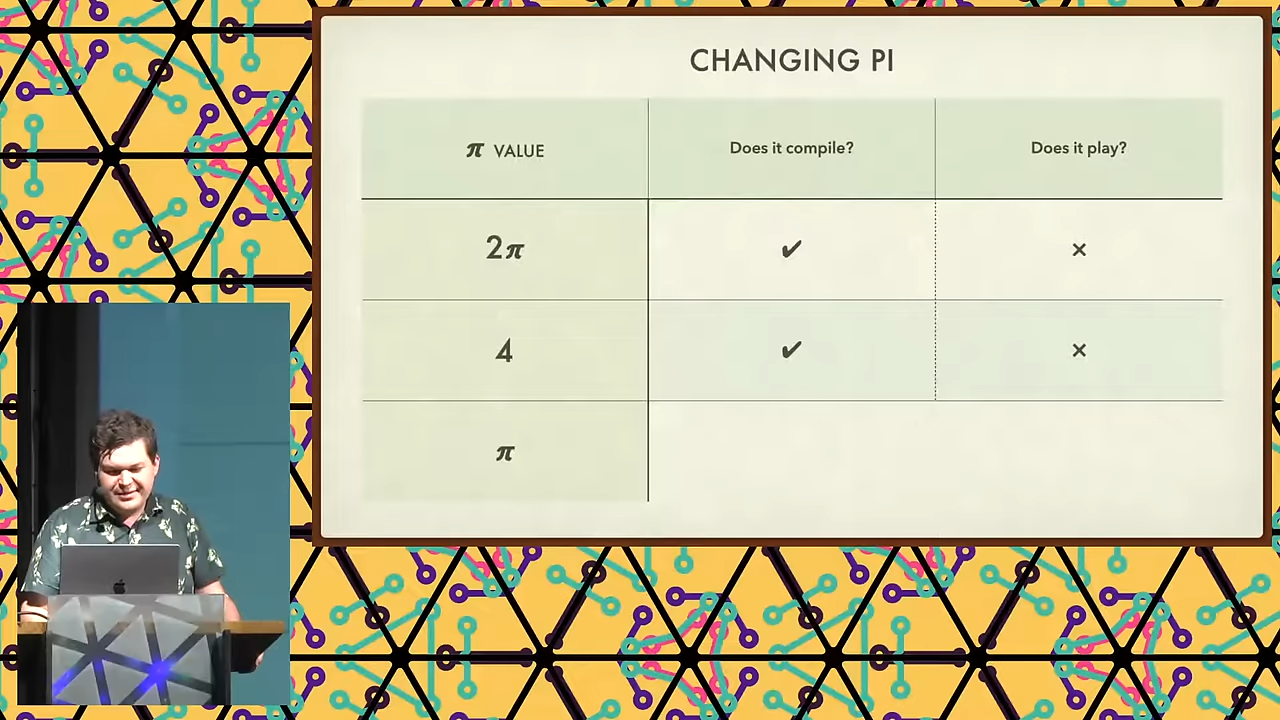 CHANGING PI
π VALUE
Does it compile?
Does it play?
2π ✔ ×
4 ✔ ×
π